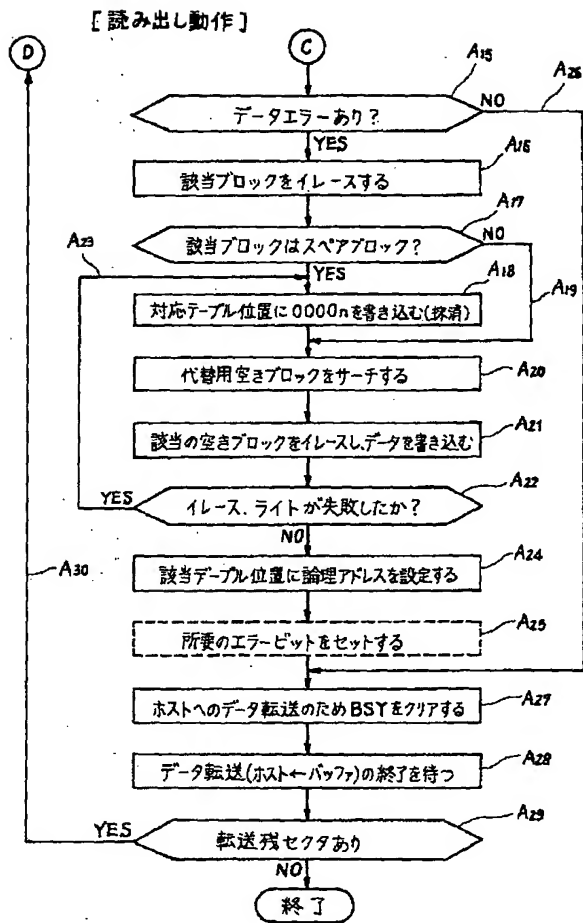 [読み出し動作]
D
C
A15
データエラーあり?
NO
A26
YES
A16
該当ブロックをイレースする
A17
該当ブロックはスペアブロック?
NO
A23
YES
A18
対応テーブル位置に0000nを書き込む(抹消)
A19
代替用空きブロックをサーチする
A20
該当の空きブロックをイレースし、データを書き込む
A21
A22
YES
イレース、ライトが失敗したか?
NO
A24
A30
該当テーブル位置に論理アドレスを設定する
A25
所要のエラービットをセットする
ホストへのデータ転送のためBSYをクリアする
A27
データ転送(ホスト←バッファ)の終了を待つ
A28
A29
YES
転送残セクタあり
NO
終了